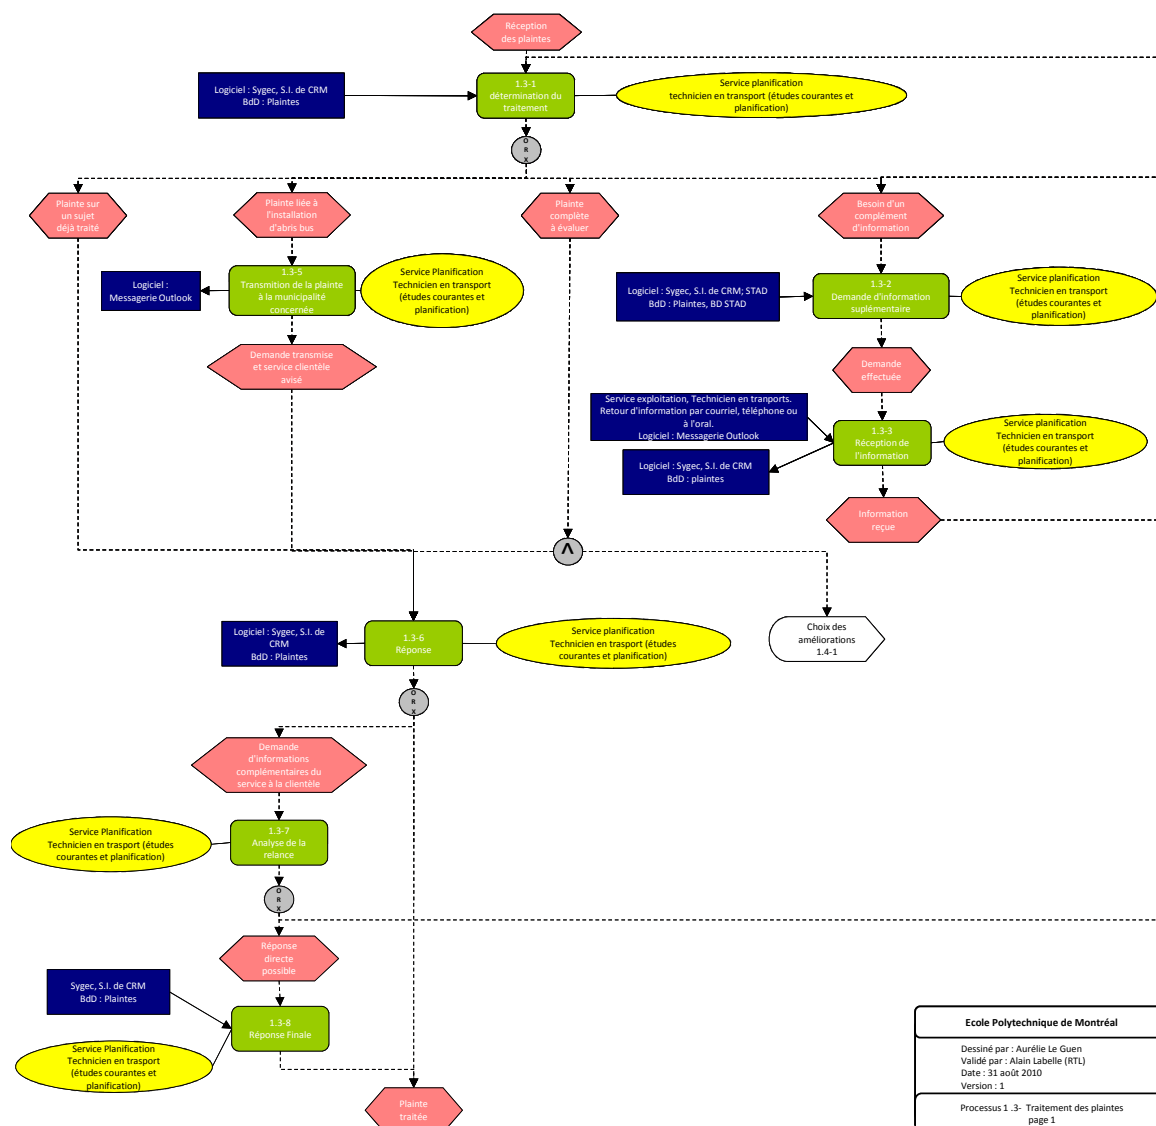 Réception
des plaintes
Logiciel : Sygec, S.I. de CRM
BdD : Plaintes
1.3-1
détermination du
traitement
Service planification
technicien en transport (études courantes et
planification)
O
R
X
Plainte sur
un sujet
déjà traité
Plainte liée à
l'installation
d'abris bus
Plainte
complète
à évaluer
Besoin d'un
complément
d'information
Logiciel :
Messagerie Outlook
1.3-5
Transmition de la plainte
à la municipalité
concernée
Service Planification
Technicien en transport
(études courantes et
planification)
Logiciel : Sygec, S.I. de CRM; STAD
BdD : Plaintes, BD STAD
1.3-2
Demande d'information
suplémentaire
Service planification
Technicien en transport
(études courantes et
planification)
Demande transmise
et service clientèle
avisé
Demande
effectuée
Service exploitation, Technicien en tranports.
Retour d'information par courriel, téléphone ou
à l'oral.
Logiciel : Messagerie Outlook
1.3-3
Réception de
l'information
Service planification
Technicien en transport
(études courantes et
planification)
Logiciel : Sygec, S.I. de CRM
BdD : plaintes
Information
reçue
^
Logiciel : Sygec, S.I. de
CRM
BdD : Plaintes
1.3-6
Réponse
Service planification
Technicien en trasport (études
courantes et planification)
Choix des
améliorations
1.4-1
O
R
X
Demande
d'informations
complémentaires du
service à la clientèle
Service Planification
Technicien en trasport (études
courantes et planification)
1.3-7
Analyse de la
relance
O
R
X
Réponse
directe
possible
Sygec, S.I. de CRM
BdD : Plaintes
1.3-8
Réponse Finale
Service Planification
Technicien en trasport
(études courantes et
planification)
Plainte
traitée
Ecole Polytechnique de Montréal
Dessiné par : Aurélie Le Guen
Validé par : Alain Labelle (RTL)
Date : 31 août 2010
Version : 1
Processus 1 .3- Traitement des plaintes
page 1